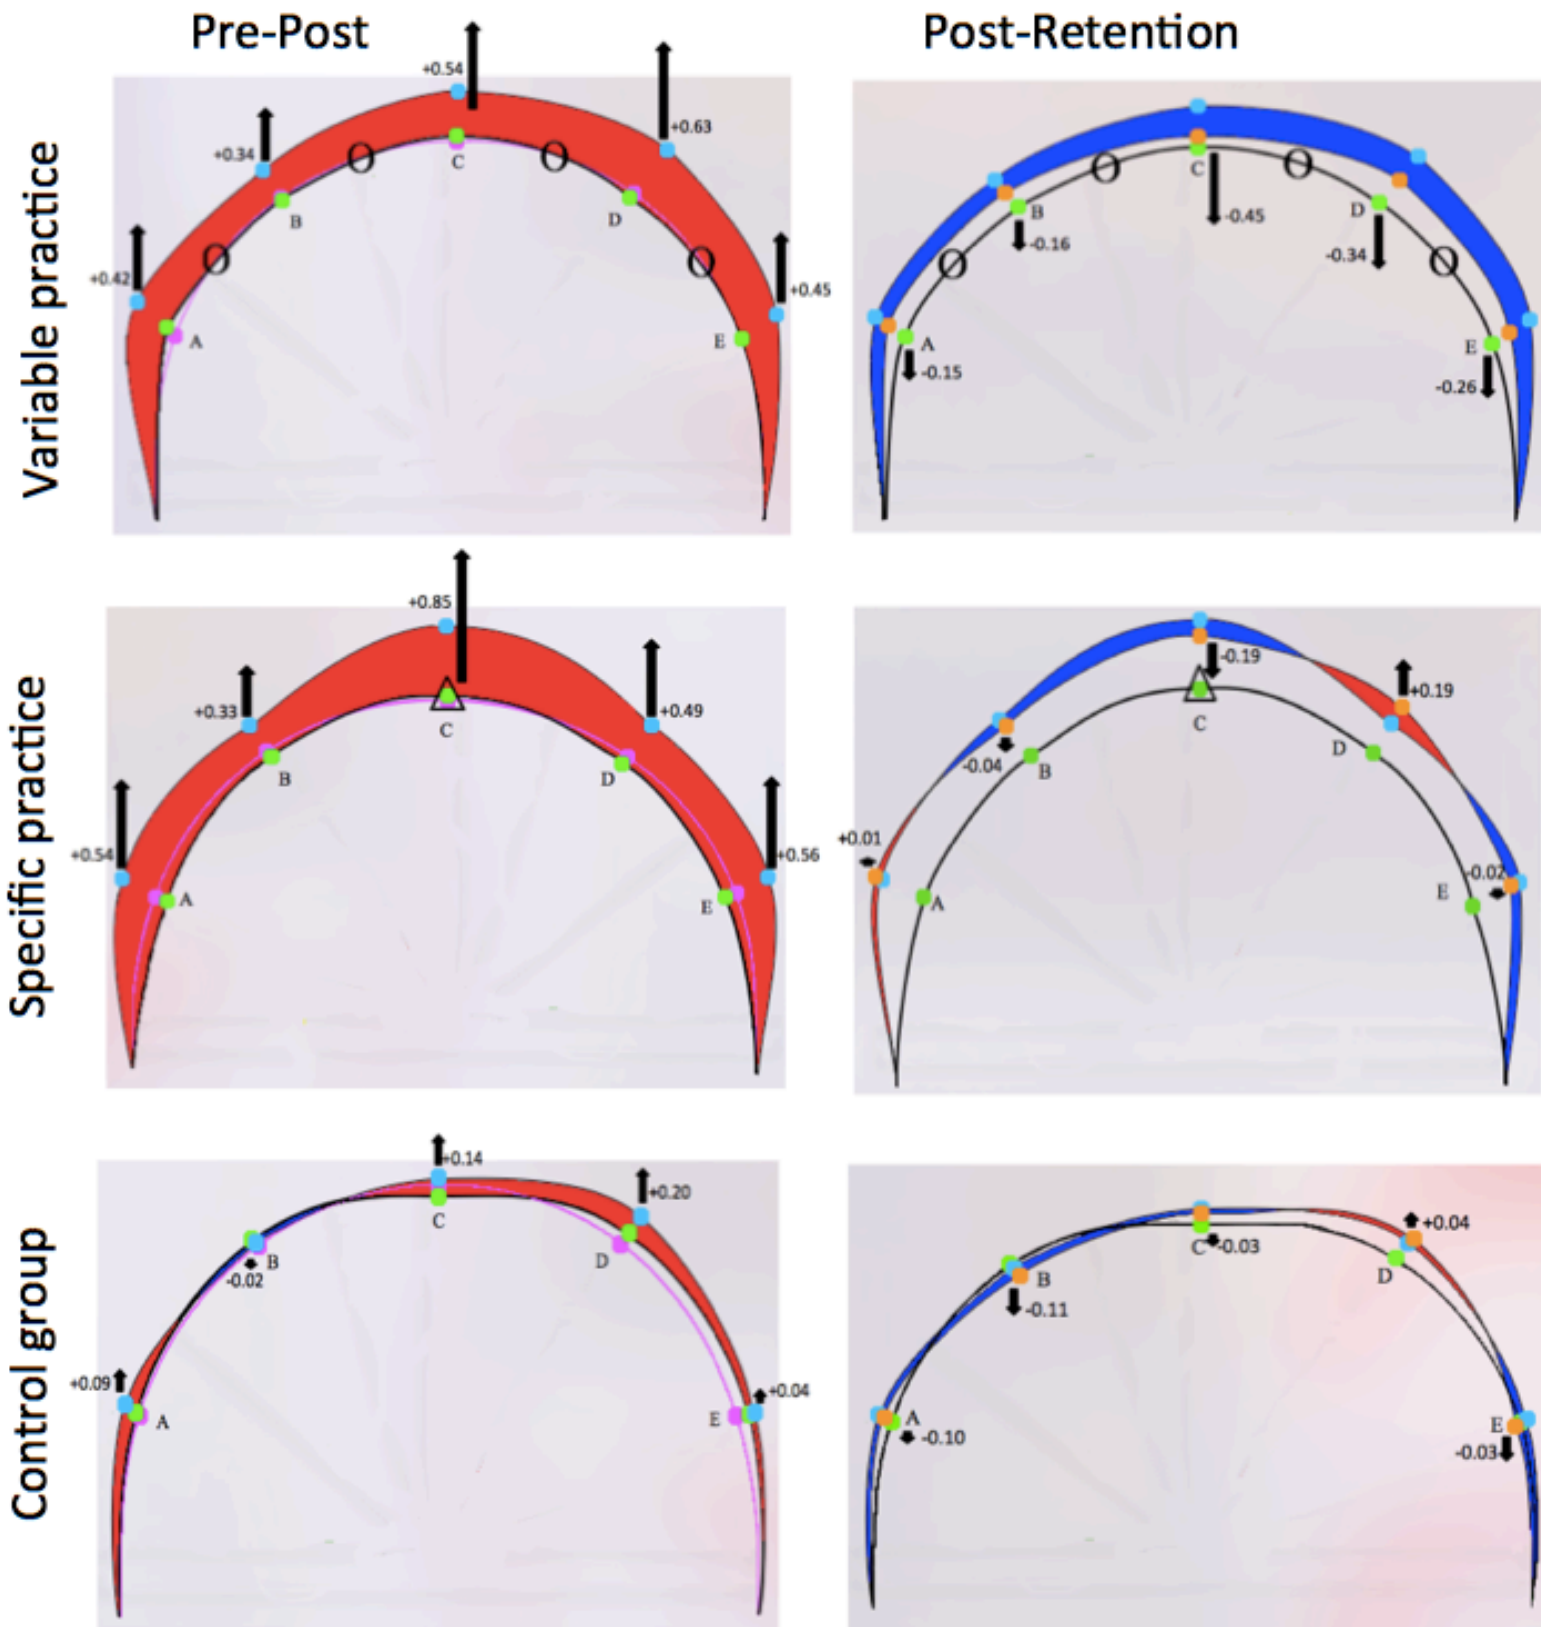 Pre-Post
Post-Retention
Variable practice
+0.54
+0.63
+0.34
+0.42
+0.45
A
B
C
D
E
O
O
O
O
-0.45
-0.16
-0.34
-0.15
-0.26
A
B
C
D
E
O
O
O
O
Specific practice
+0.85
+0.33
+0.49
+0.54
+0.56
A
B
C
D
E
-0.19
+0.19
-0.04
+0.01
-0.02
A
B
C
D
E
Control group
+0.14
+0.20
-0.02
+0.09
+0.04
A
B
C
D
E
-0.03
+0.04
-0.11
-0.10
-0.03
A
B
C
D
E